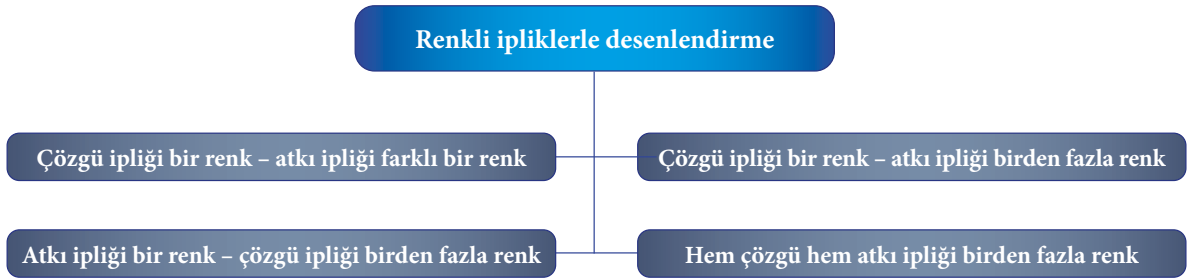 Renkli ipliklerle desenlendirme
Çözgü ipliği bir renk – atkı ipliği farklı bir renk
Çözgü ipliği bir renk – atkı ipliği birden fazla renk
Atkı ipliği bir renk – çözgü ipliği birden fazla renk
Hem çözgü hem atkı ipliği birden fazla renk